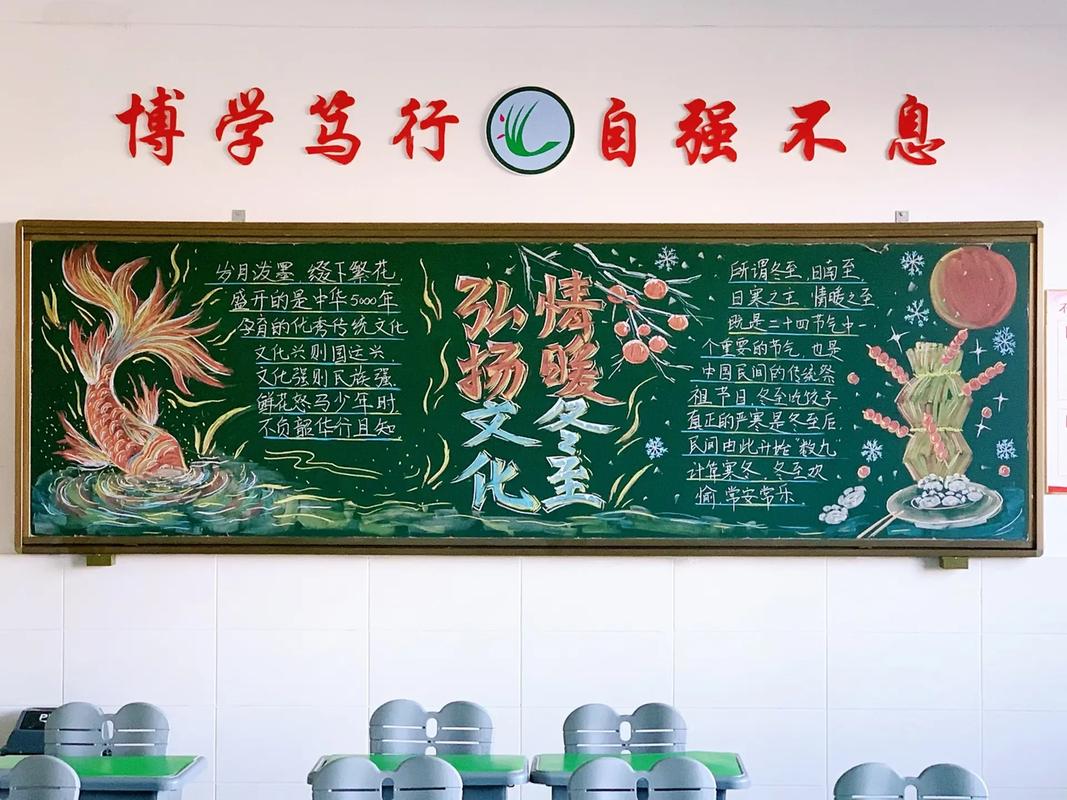 博学笃行 自强不息
岁月泼墨 下繁花
盛开的是中华5000年
孕育的优秀传统文化
文化兴则国运兴
文化强则民族强
鲜花怒马少年时
不负韶华行且知
弘扬文化
情暖冬至
所谓冬至,日南至,
日寒之 情暖之至
既是二十四节气中一
个重要的节气,也是
中国民间的传统祭
祖节日,冬至吃饺子
真正的严寒是冬至后
民间由此开始"数九
计算寒冬,冬至欢
愉,常安常乐